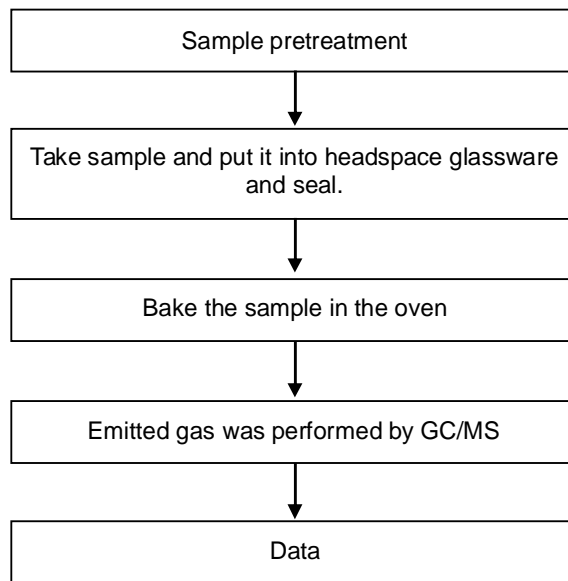 Sample pretreatment
Take sample and put it into headspace glassware
and seal.
Bake the sample in the oven
Emitted gas was performed by GC/MS
Data